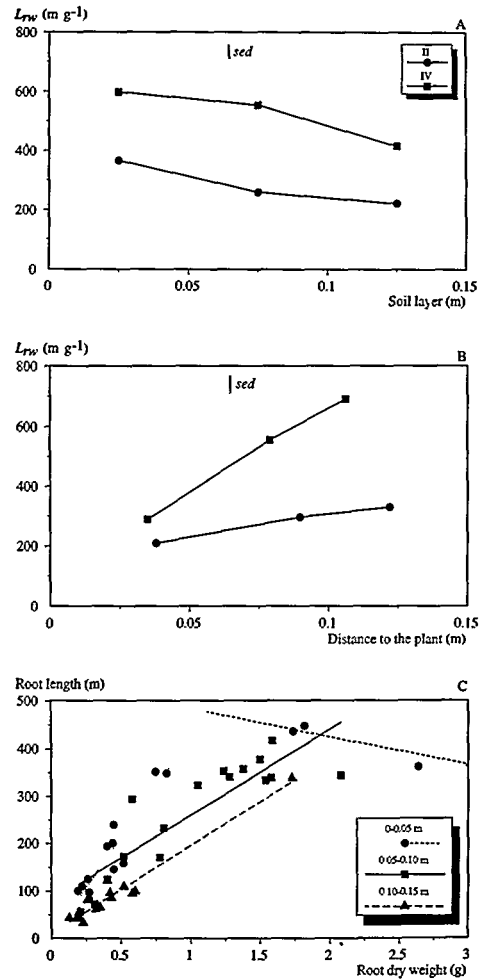 L_rw (m g-1)
A
800
600
400
200
0
sed
II
IV
0
0.05
0.1
0.15
Soil layer (m)
L_rw (m g-1)
B
800
600
400
200
0
sed
0
0.05
0.1
0.15
Distance to the plant (m)
Root length (m)
C
500
400
300
200
100
0
0-0.05 m
0 05-0.10 m
0 10-0.15 m
0
0.5
1
1.5
2
2.5
3
Root dry weight (g)